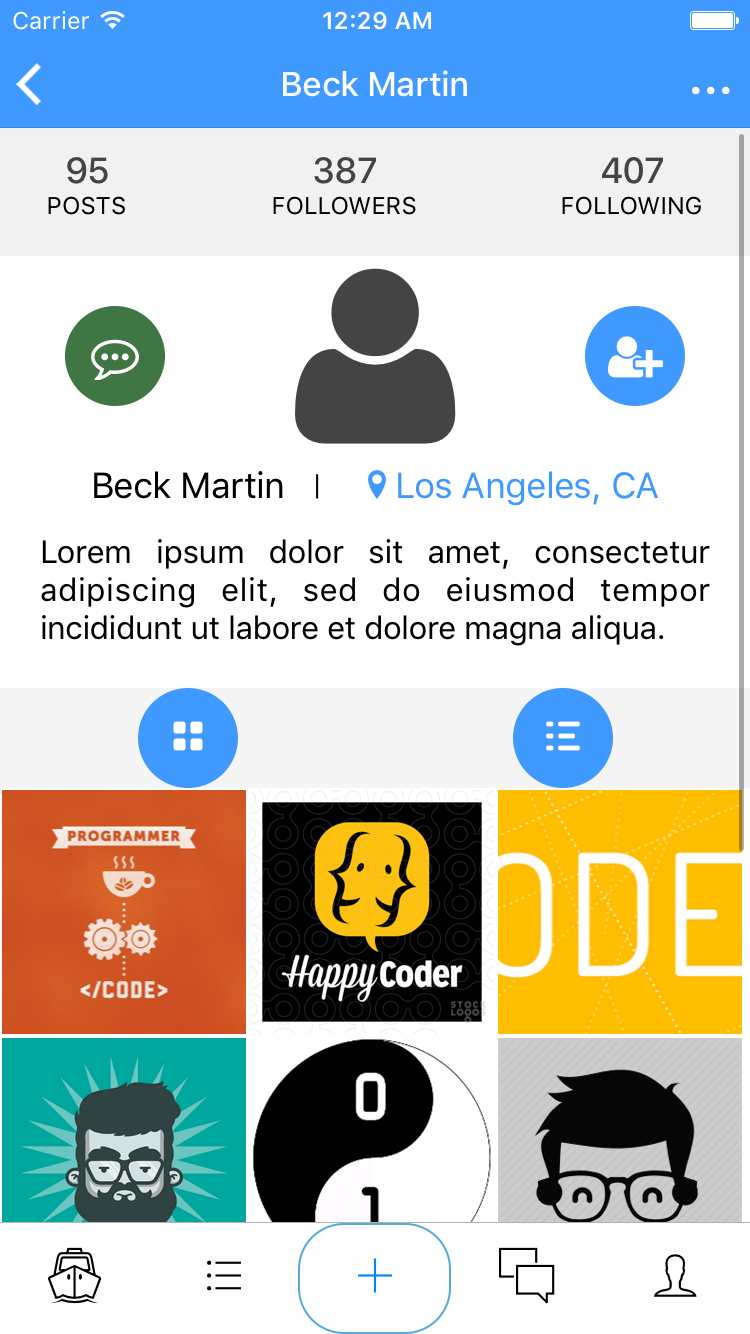 Carrier 12:29 AM
Beck Martin
95 387 407
POSTS FOLLOWERS FOLLOWING
Beck Martin | Los Angeles, CA
Lorem ipsum dolor sit amet, consectetur
adipiscing elit, sed do eiusmod tempor
incididunt ut labore et dolore magna aliqua.
PROGRAMMER
</CODE>
Happy Coder
STOCK
LOGOS
ODE
0
1